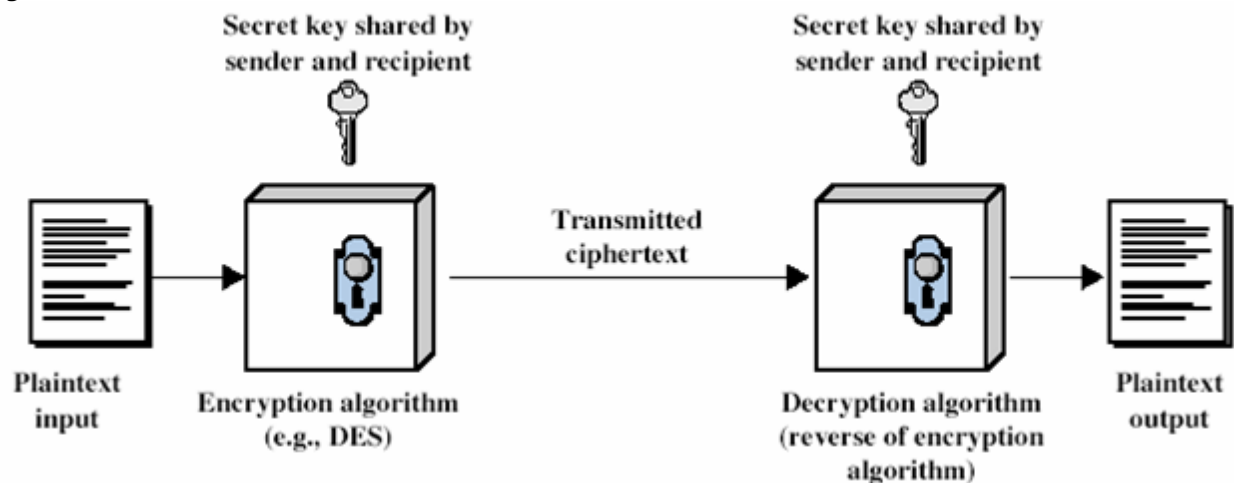 Secret key shared by
sender and recipient
Secret key shared by
sender and recipient
Transmitted
ciphertext
Plaintext
input
Encryption algorithm
(e.g., DES)
Decryption algorithm
(reverse of encryption
algorithm)
Plaintext
output